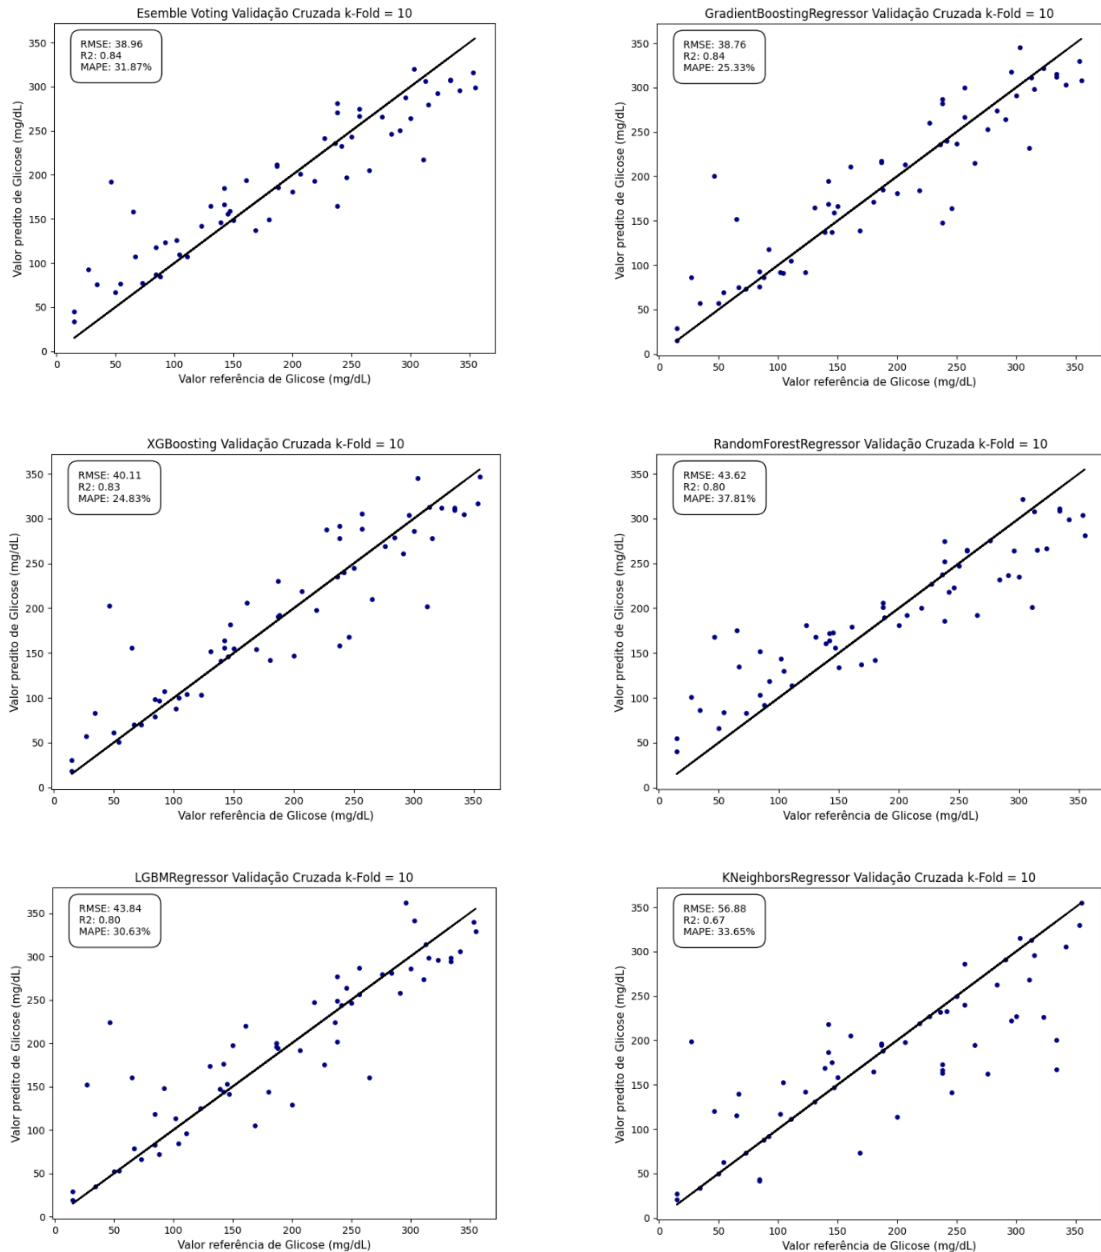 Esemble Voting Validação Cruzada k-Fold = 10
RMSE: 38.96
R2: 0.84
MAPE: 31.87%
350
300
250
200
150
100
50
0
Valor predito de Glicose (mg/dL)
0 50 100 150 200 250 300 350
Valor referência de Glicose (mg/dL)
GradientBoostingRegressor Validação Cruzada k-Fold = 10
RMSE: 38.76
R2: 0.84
MAPE: 25.33%
350
300
250
200
150
100
50
0
Valor predito de Glicose (mg/dL)
0 50 100 150 200 250 300 350
Valor referência de Glicose (mg/dL)
XGBoosting Validação Cruzada k-Fold = 10
RMSE: 40.11
R2: 0.83
MAPE: 24.83%
350
300
250
200
150
100
50
0
Valor predito de Glicose (mg/dL)
0 50 100 150 200 250 300 350
Valor referência de Glicose (mg/dL)
RandomForestRegressor Validação Cruzada k-Fold = 10
RMSE: 43.62
R2: 0.80
MAPE: 37.81%
350
300
250
200
150
100
50
0
Valor predito de Glicose (mg/dL)
0 50 100 150 200 250 300 350
Valor referência de Glicose (mg/dL)
LGBMRegressor Validação Cruzada k-Fold = 10
RMSE: 43.84
R2: 0.80
MAPE: 30.63%
350
300
250
200
150
100
50
0
Valor predito de Glicose (mg/dL)
0 50 100 150 200 250 300 350
Valor referência de Glicose (mg/dL)
KNeighborsRegressor Validação Cruzada k-Fold = 10
RMSE: 56.88
R2: 0.67
MAPE: 33.65%
350
300
250
200
150
100
50
0
Valor predito de Glicose (mg/dL)
0 50 100 150 200 250 300 350
Valor referência de Glicose (mg/dL)